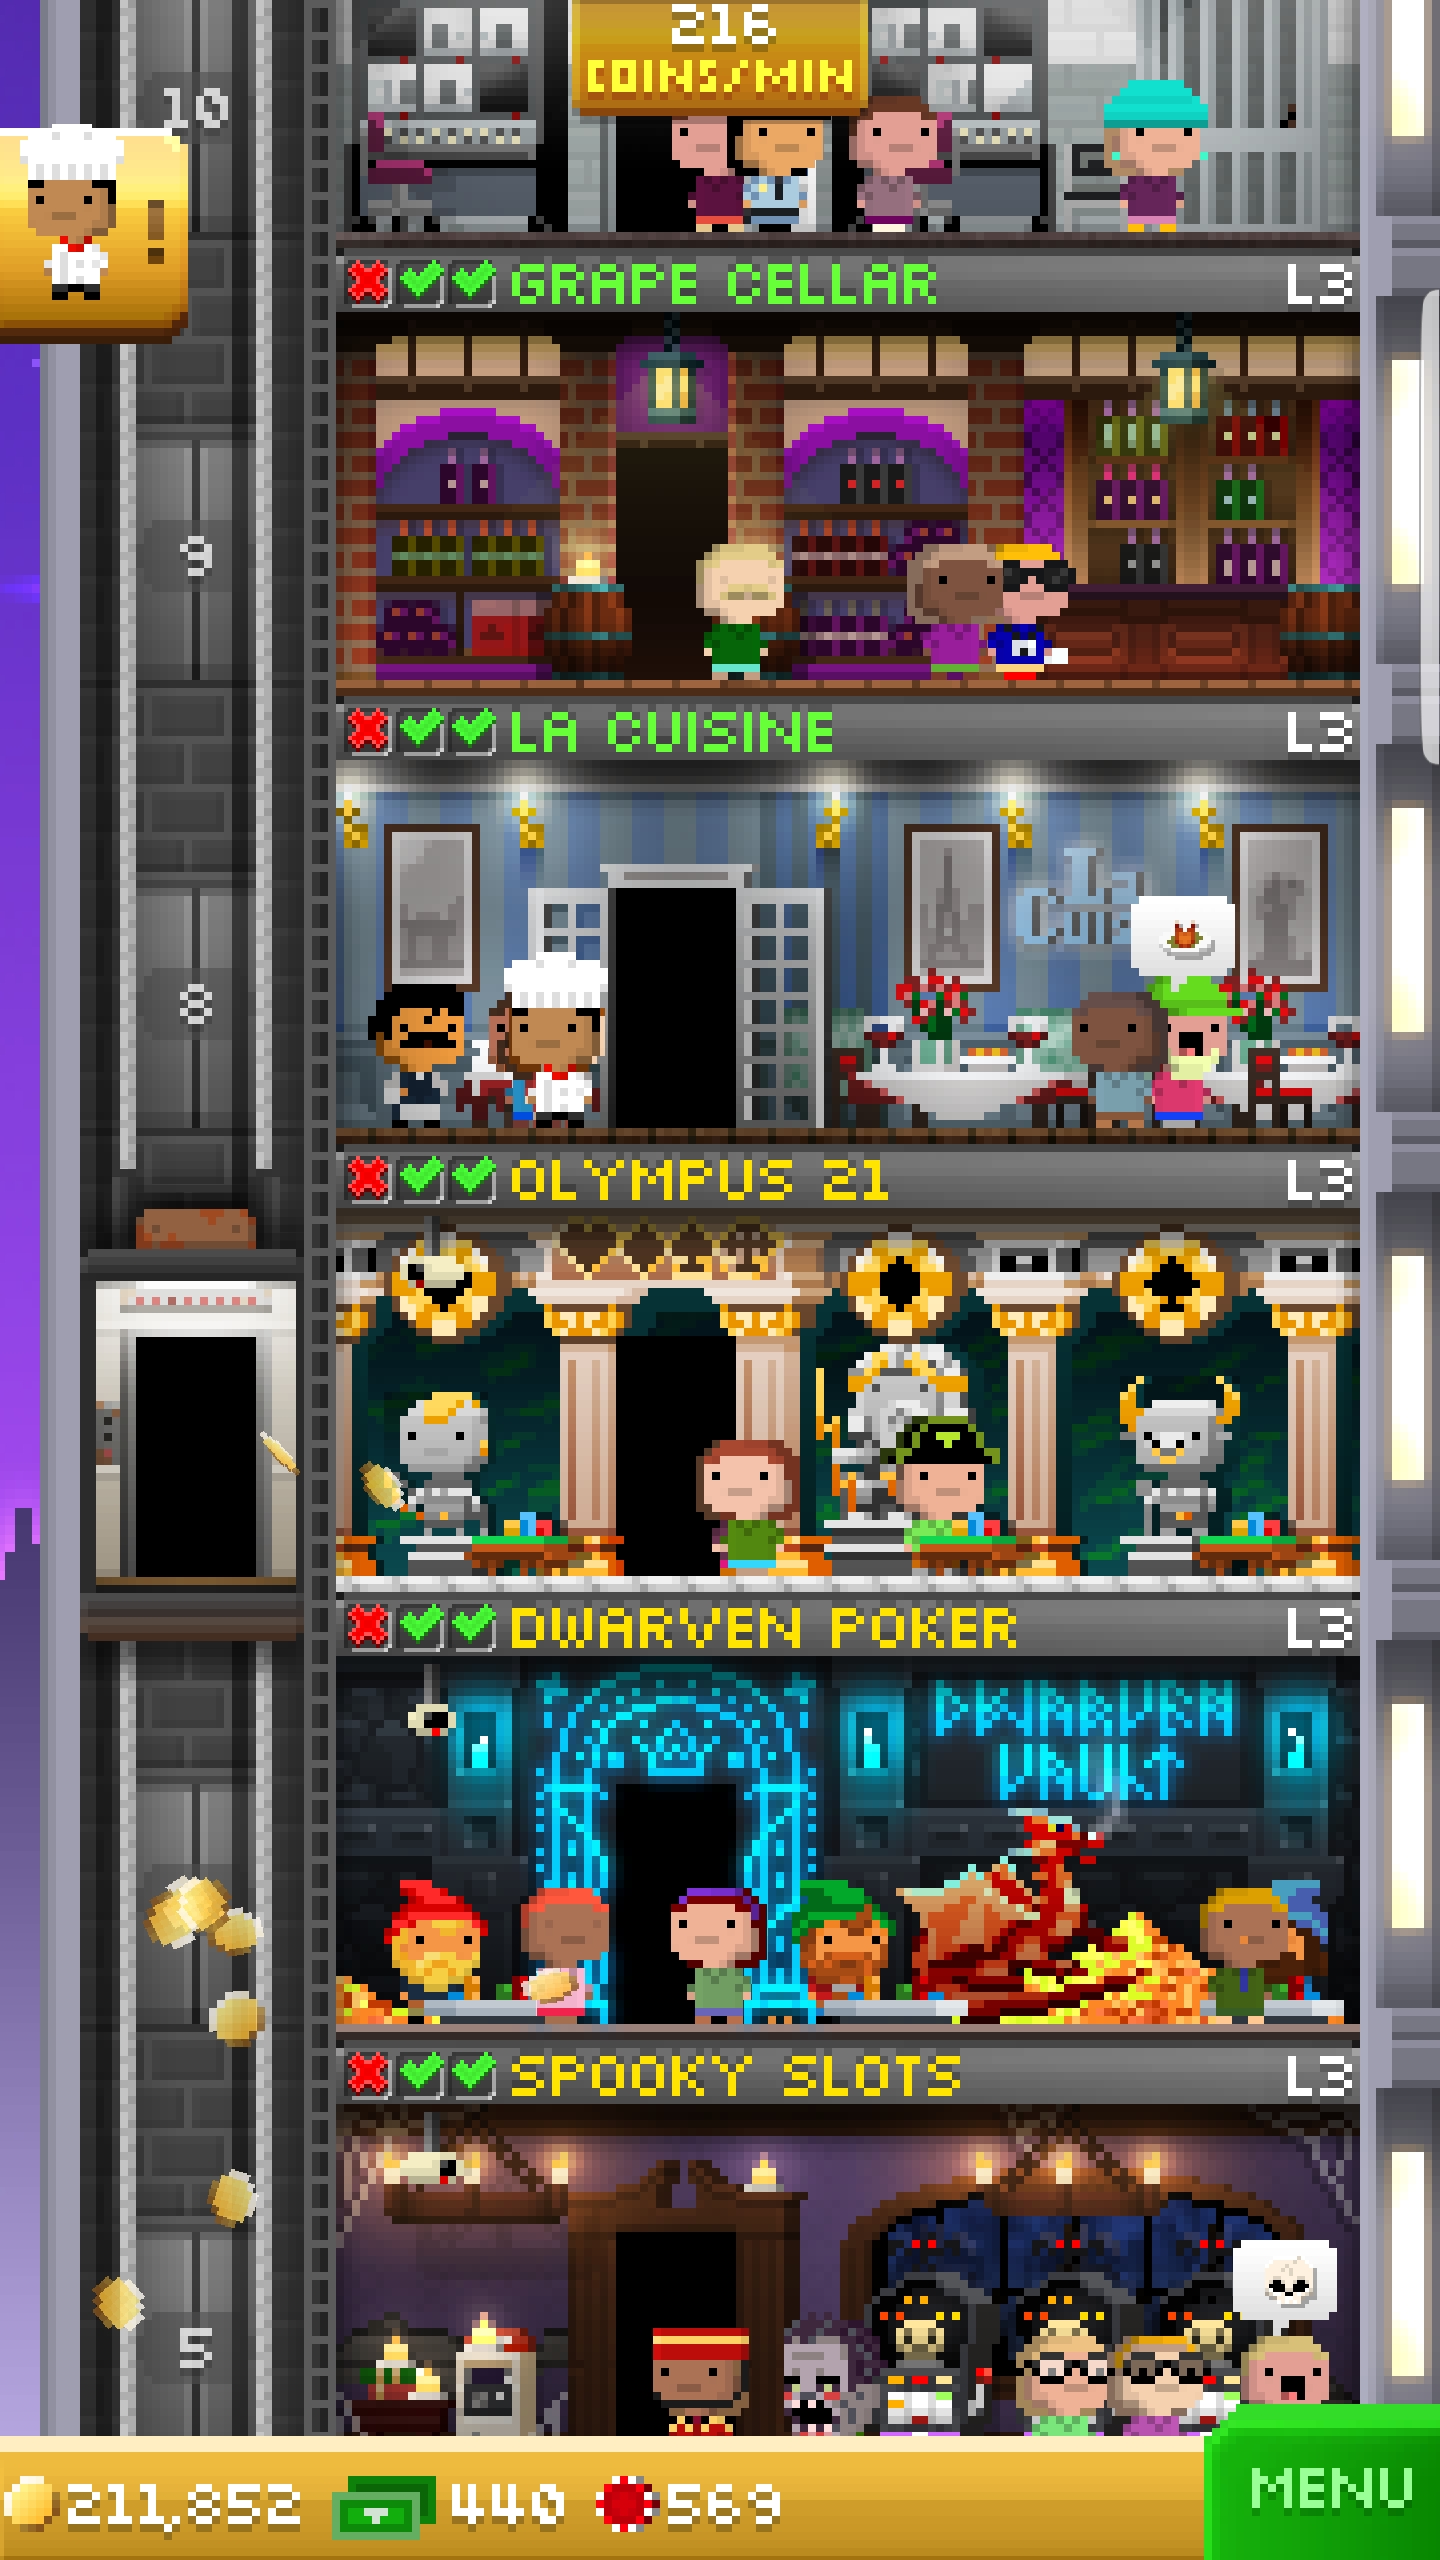 216
COINS/MIN
10
!
GRAPE CELLAR L3
9
LA CUISINE L3
La
8
OLYMPUS 21 L3
DWARVEN POKER L3
DWARVEN
VAULT
SPOOKY SLOTS L3
5
211,852 440 569 MENU